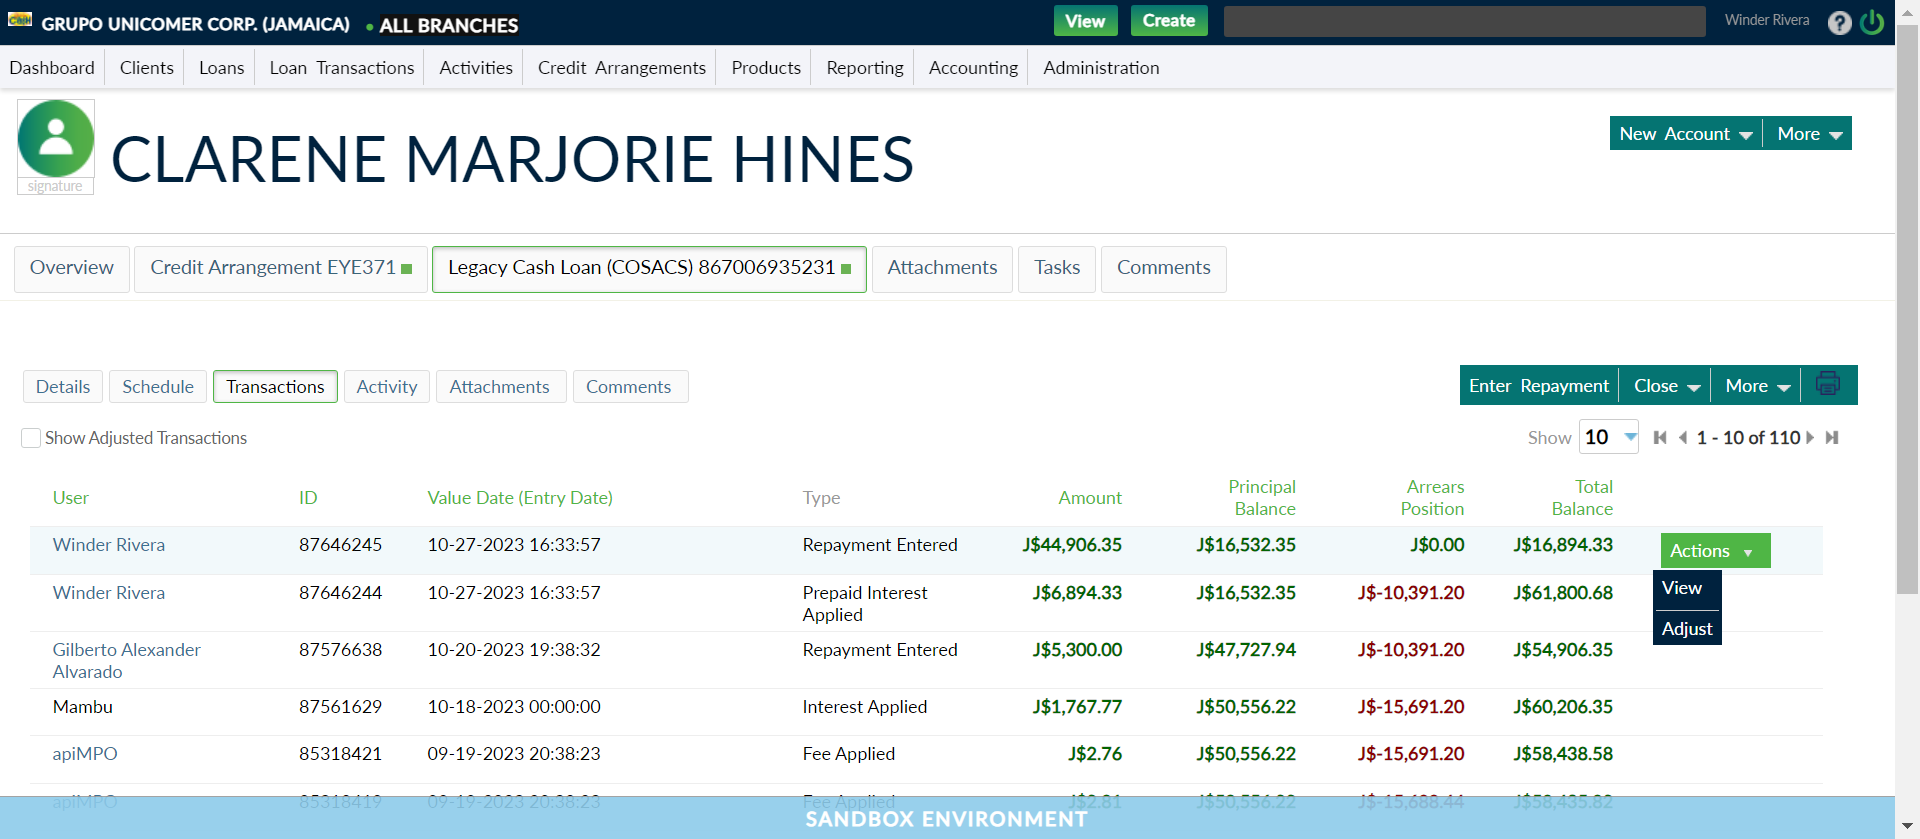 Cash
GRUPO UNICOMER CORP. (JAMAICA) • ALL BRANCHES View Create Winder Rivera ?
Dashboard Clients Loans Loan Transactions Activities Credit Arrangements Products Reporting Accounting Administration
signature
CLARENE MARJORIE HINES
New Account More
Overview Credit Arrangement EYE371 Legacy Cash Loan (COSACS) 867006935231 Attachments Tasks Comments
Details Schedule Transactions Activity Attachments Comments
Enter Repayment Close More
Show Adjusted Transactions
Show 10 1 - 10 of 110
User ID Value Date (Entry Date) Type Amount Principal Balance Arrears Position Total Balance
Winder Rivera 87646245 10-27-2023 16:33:57 Repayment Entered J$44,906.35 J$16,532.35 J$0.00 J$16,894.33 Actions
View
Adjust
Winder Rivera 87646244 10-27-2023 16:33:57 Prepaid Interest Applied J$6,894.33 J$16,532.35 J$-10,391.20 J$61,800.68
Gilberto Alexander Alvarado 87576638 10-20-2023 19:38:32 Repayment Entered J$5,300.00 J$47,727.94 J$-10,391.20 J$54,906.35
Mambu 87561629 10-18-2023 00:00:00 Interest Applied J$1,767.77 J$50,556.22 J$-15,691.20 J$60,206.35
apiMPO 85318421 09-19-2023 20:38:23 Fee Applied J$2.76 J$50,556.22 J$-15,691.20 J$58,438.58
apiMPO 85318419 09-19-2023 20:38:23 Fee Applied J$2.81 J$50,556.22 J$-15,688.44 J$58,435.82
SANDBOX ENVIRONMENT